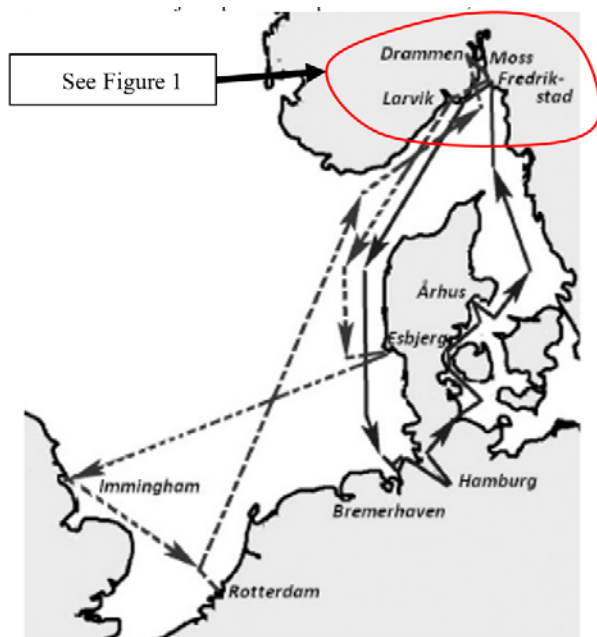 See Figure 1
Drammen
Moss
Larvik
Fredrik-
stad
Århus
Esbjerg
Immingham
Hamburg
Bremerhaven
Rotterdam